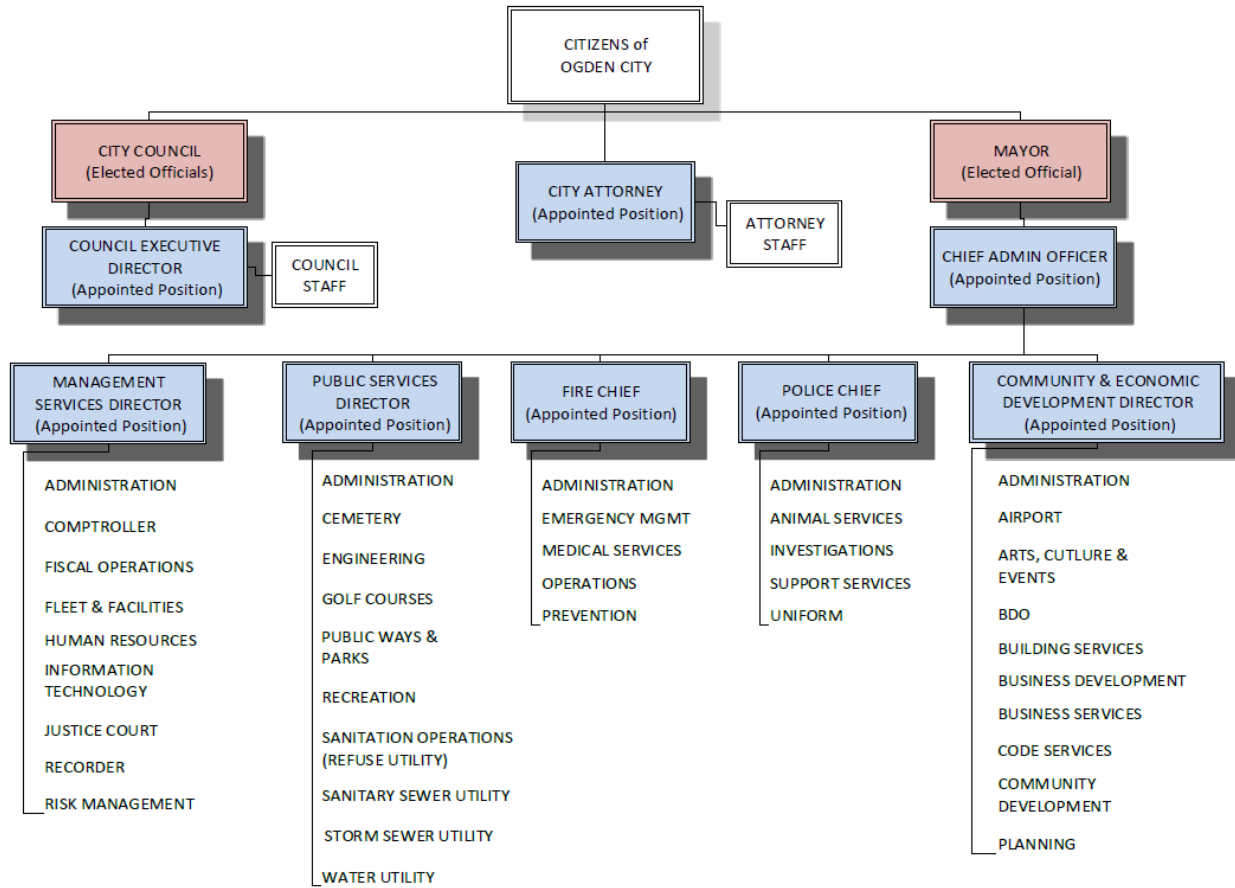 CITIZENS of
OGDEN CITY
CITY COUNCIL
(Elected Officials)
CITY ATTORNEY
(Appointed Position)
MAYOR
(Elected Official)
ATTORNEY
STAFF
COUNCIL EXECUTIVE
DIRECTOR
(Appointed Position)
COUNCIL
STAFF
CHIEF ADMIN OFFICER
(Appointed Position)
MANAGEMENT
SERVICES DIRECTOR
(Appointed Position)
ADMINISTRATION
COMPTROLLER
FISCAL OPERATIONS
FLEET & FACILITIES
HUMAN RESOURCES
INFORMATION
TECHNOLOGY
JUSTICE COURT
RECORDER
RISK MANAGEMENT
PUBLIC SERVICES
DIRECTOR
(Appointed Position)
ADMINISTRATION
CEMETERY
ENGINEERING
GOLF COURSES
PUBLIC WAYS &
PARKS
RECREATION
SANITATION OPERATIONS
(REFUSE UTILITY)
SANITARY SEWER UTILITY
STORM SEWER UTILITY
WATER UTILITY
FIRE CHIEF
(Appointed Position)
ADMINISTRATION
EMERGENCY MGMT
MEDICAL SERVICES
OPERATIONS
PREVENTION
POLICE CHIEF
(Appointed Position)
ADMINISTRATION
ANIMAL SERVICES
INVESTIGATIONS
SUPPORT SERVICES
UNIFORM
COMMUNITY & ECONOMIC
DEVELOPMENT DIRECTOR
(Appointed Position)
ADMINISTRATION
AIRPORT
ARTS, CUTLURE &
EVENTS
BDO
BUILDING SERVICES
BUSINESS DEVELOPMENT
BUSINESS SERVICES
CODE SERVICES
COMMUNITY
DEVELOPMENT
PLANNING